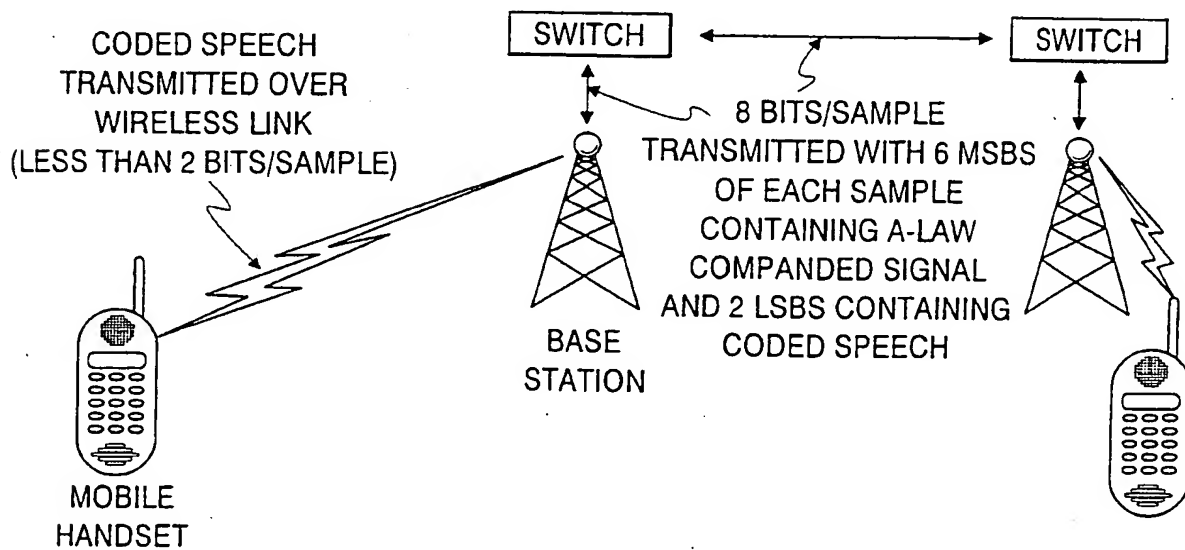 CODED SPEECH
TRANSMITTED OVER
WIRELESS LINK
(LESS THAN 2 BITS/SAMPLE)
SWITCH
SWITCH
8 BITS/SAMPLE
TRANSMITTED WITH 6 MSBS
OF EACH SAMPLE
CONTAINING A-LAW
COMPANDED SIGNAL
AND 2 LSBS CONTAINING
CODED SPEECH
BASE
STATION
MOBILE
HANDSET